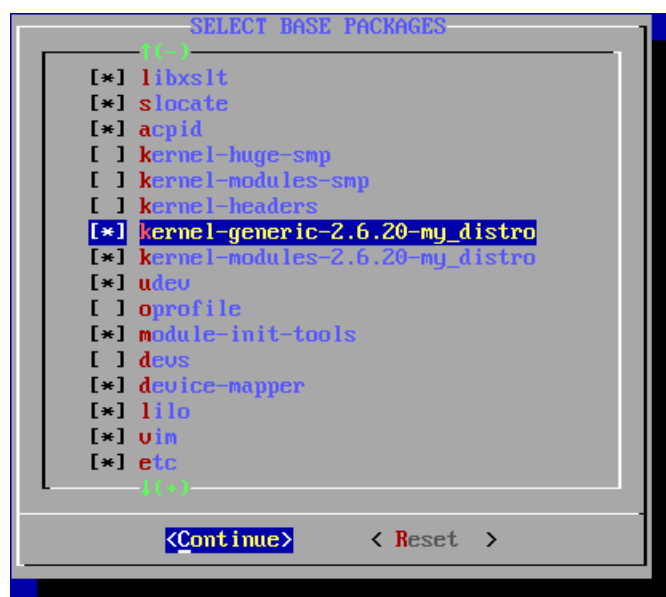 SELECT BASE PACKAGES
↑(-)
[*] libxslt
[*] slocate
[*] acpid
[ ] kernel-huge-smp
[ ] kernel-modules-smp
[ ] kernel-headers
[*] kernel-generic-2.6.20-my_distro
[*] kernel-modules-2.6.20-my_distro
[*] udev
[ ] oprofile
[*] module-init-tools
[ ] devs
[*] device-mapper
[*] lilo
[*] vim
[*] etc
↓(+)
<Continue> < Reset >